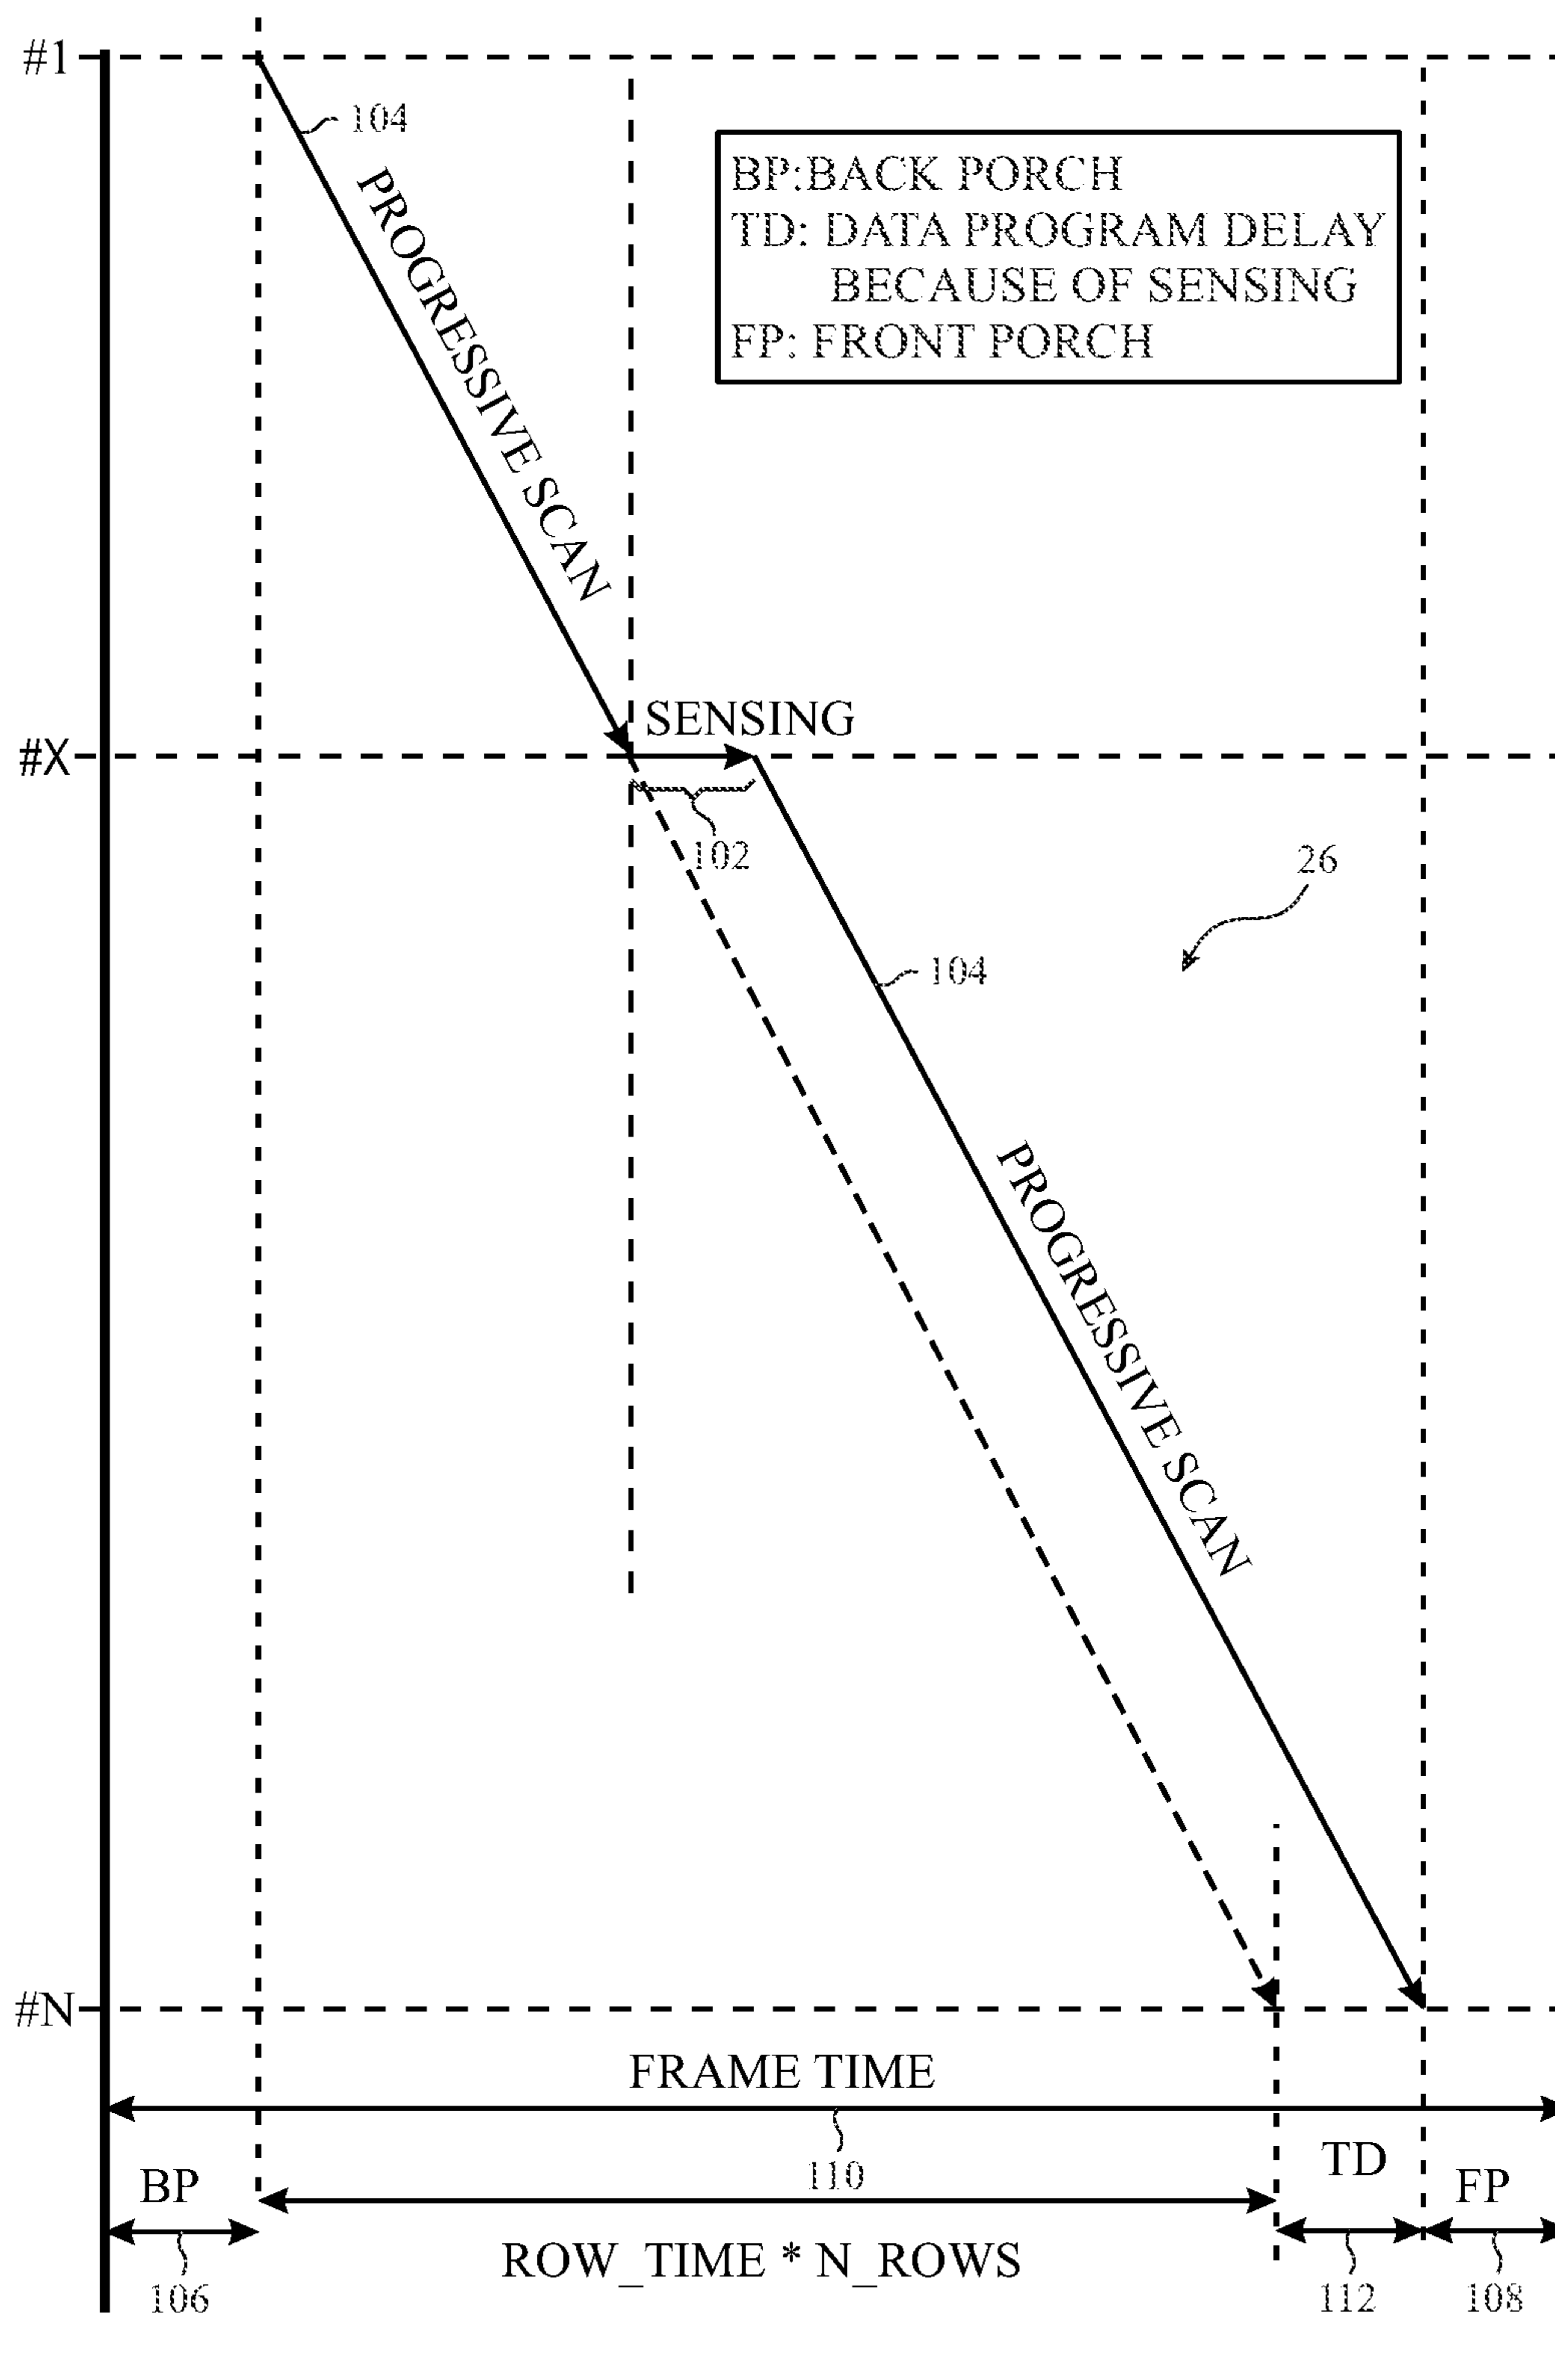 #1
104
PROGRESSIVE SCAN
BP:BACK PORCH
TD: DATA PROGRAM DELAY
BECAUSE OF SENSING
FP: FRONT PORCH
SENSING
#X
102
26
104
PROGRESSIVE SCAN
#N
FRAME TIME
110
BP
TD
FP
ROW_TIME * N_ROWS
106
112
108